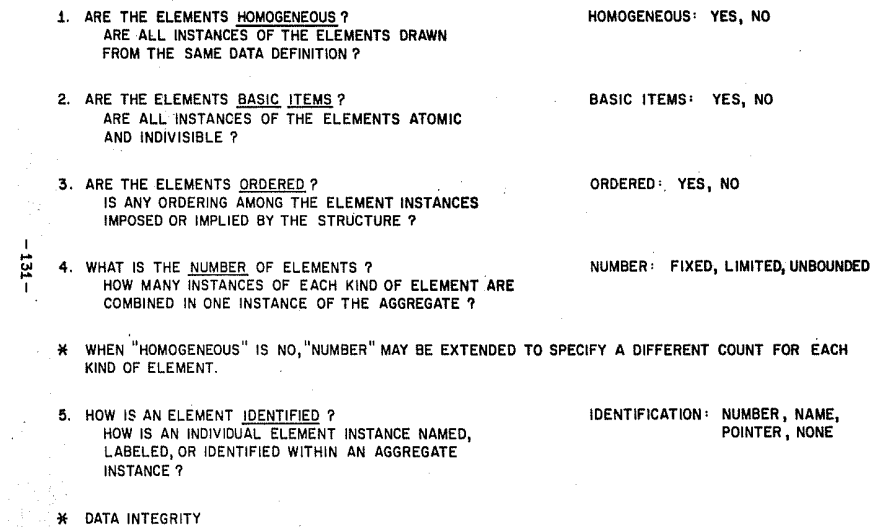 1. ARE THE ELEMENTS HOMOGENEOUS ? HOMOGENEOUS: YES, NO
ARE ALL INSTANCES OF THE ELEMENTS DRAWN
FROM THE SAME DATA DEFINITION ?
2. ARE THE ELEMENTS BASIC ITEMS ? BASIC ITEMS: YES, NO
ARE ALL INSTANCES OF THE ELEMENTS ATOMIC
AND INDIVISIBLE ?
3. ARE THE ELEMENTS ORDERED ? ORDERED: YES, NO
IS ANY ORDERING AMONG THE ELEMENT INSTANCES
IMPOSED OR IMPLIED BY THE STRUCTURE ?
-131-
4. WHAT IS THE NUMBER OF ELEMENTS ? NUMBER: FIXED, LIMITED, UNBOUNDED
HOW MANY INSTANCES OF EACH KIND OF ELEMENT ARE
COMBINED IN ONE INSTANCE OF THE AGGREGATE ?
* WHEN "HOMOGENEOUS" IS NO, "NUMBER" MAY BE EXTENDED TO SPECIFY A DIFFERENT COUNT FOR EACH
KIND OF ELEMENT.
5. HOW IS AN ELEMENT IDENTIFIED ? IDENTIFICATION: NUMBER, NAME,
HOW IS AN INDIVIDUAL ELEMENT INSTANCE NAMED, POINTER, NONE
LABELED, OR IDENTIFIED WITHIN AN AGGREGATE
INSTANCE ?
* DATA INTEGRITY